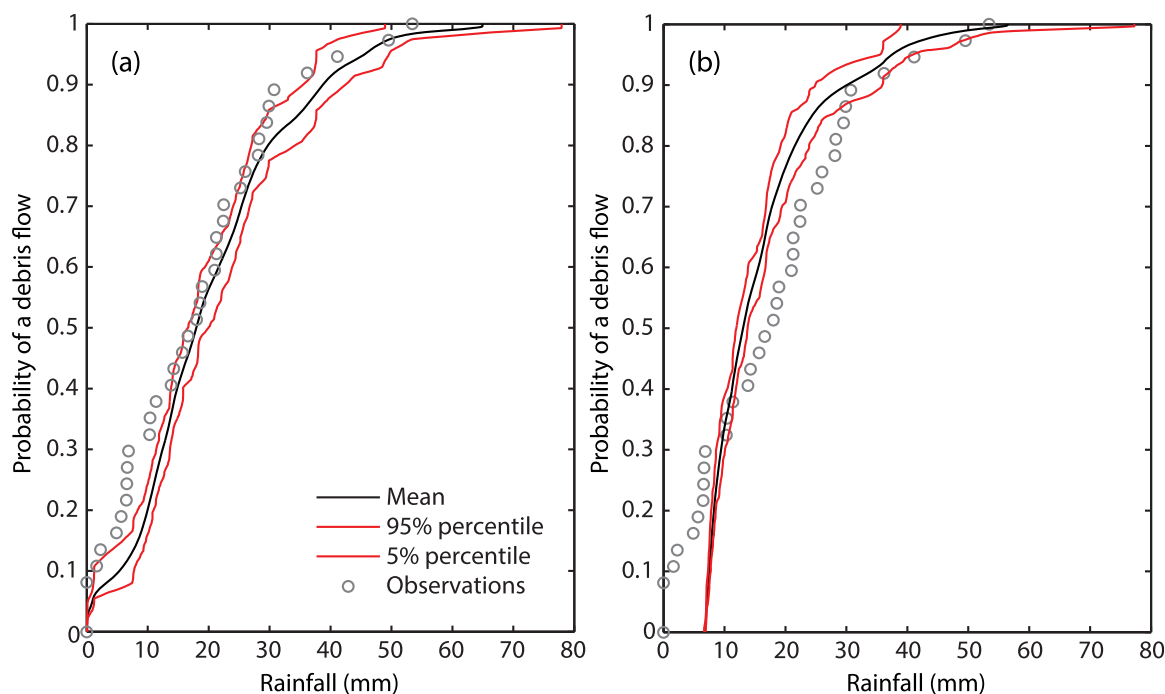 (a)
Probability of a debris flow
1
0.9
0.8
0.7
0.6
0.5
0.4
0.3
0.2
0.1
0
0 10 20 30 40 50 60 70 80
Rainfall (mm)
Mean
95% percentile
5% percentile
Observations
(b)
Probability of a debris flow
1
0.9
0.8
0.7
0.6
0.5
0.4
0.3
0.2
0.1
0
0 10 20 30 40 50 60 70 80
Rainfall (mm)